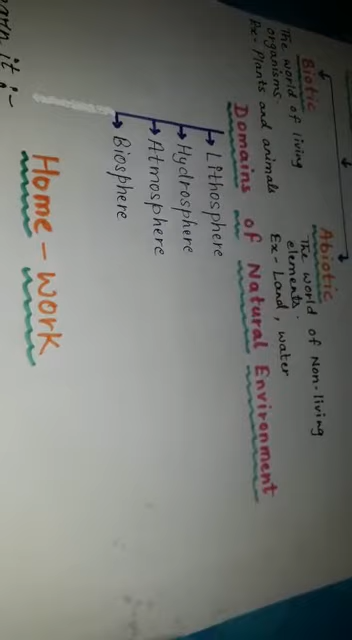 Biotic
The world of living
organisms.
Ex- Plants and animals
Abiotic
The world of Non-living
elements.
Ex- Land, water
Domains of Natural Environment
Lithosphere
Hydrosphere
Atmosphere
Biosphere
Home-work
it :-